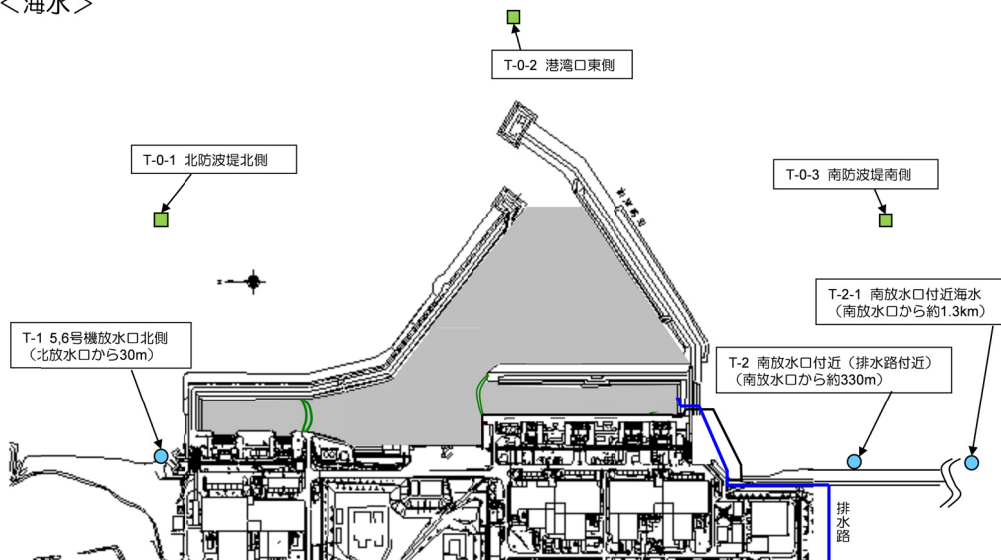 ＜海水＞
T-0-2 港湾口東側
T-0-1 北防波堤北側
T-0-3 南防波堤南側
T-2-1 南放水口付近海水
（南放水口から約1.3km）
T-1 5,6号機放水口北側
（北放水口から30m）
T-2 南放水口付近（排水路付近）
（南放水口から約330m）
排水路